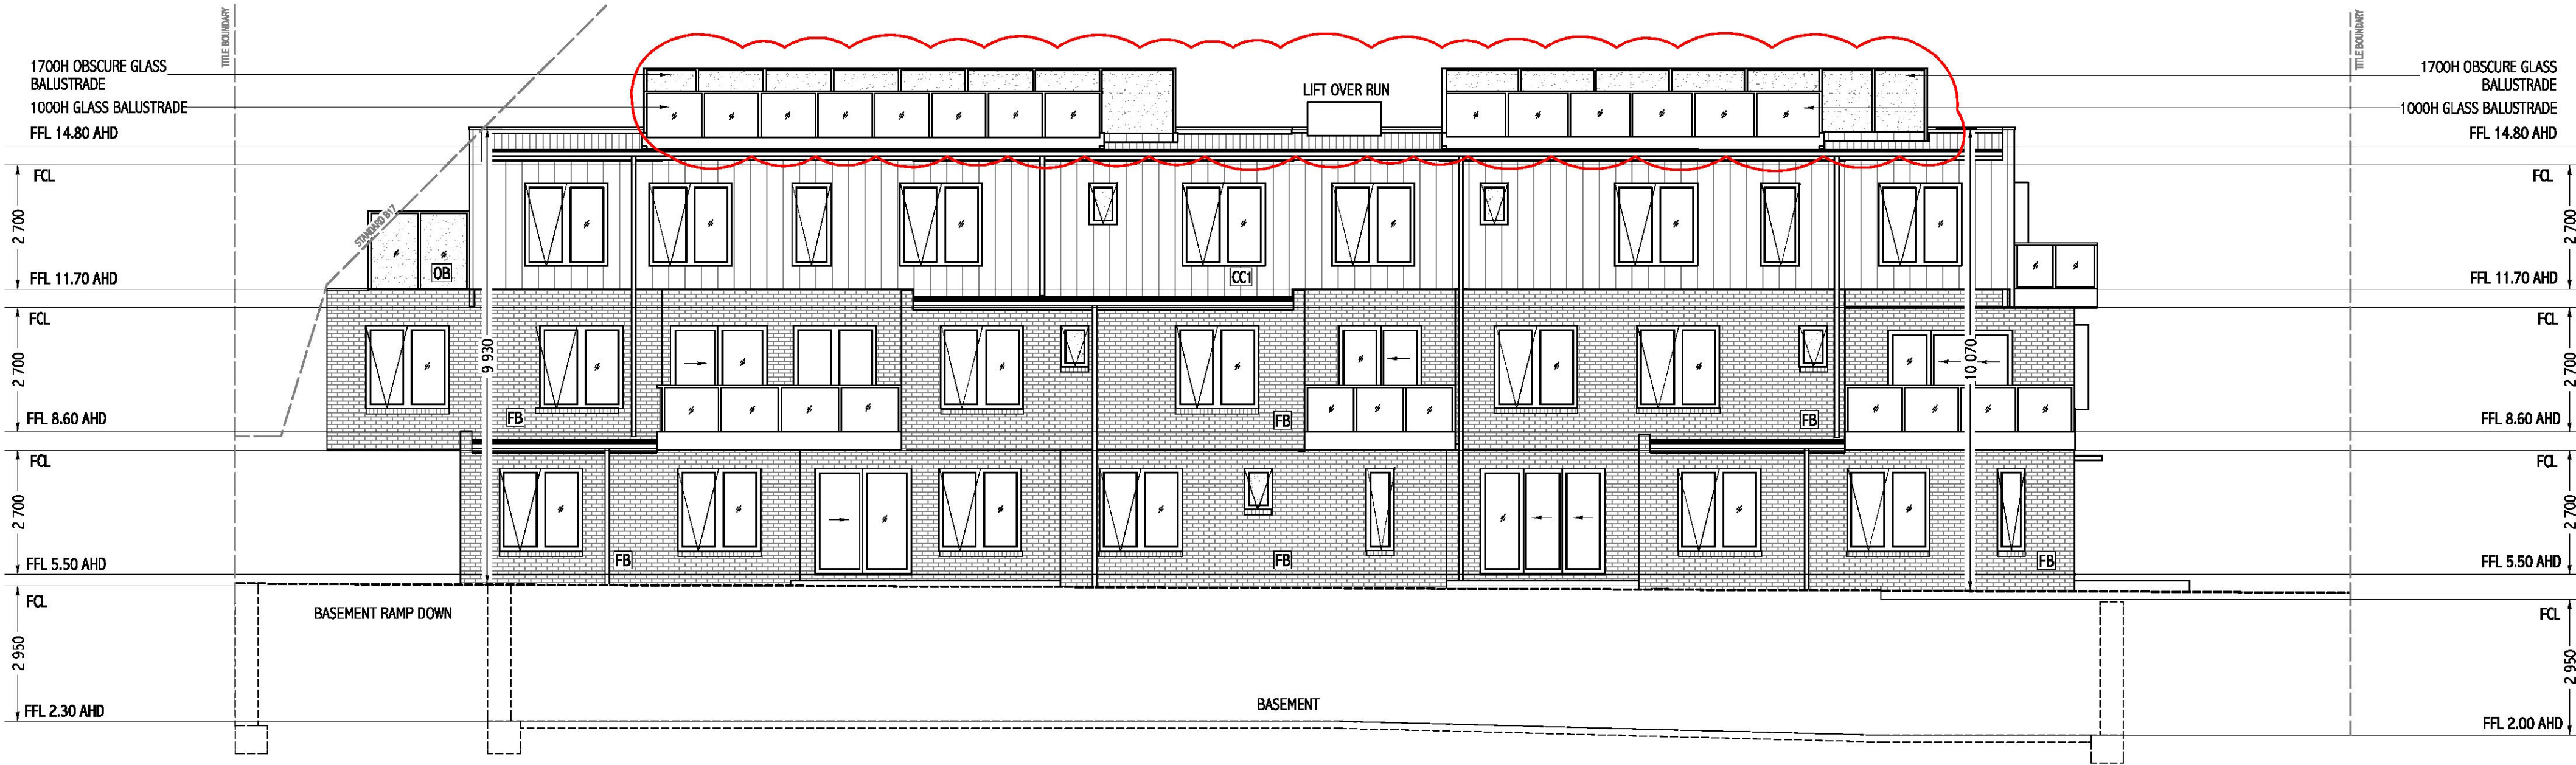 TITLE BOUNDARY
TITLE BOUNDARY
1700H OBSCURE GLASS
BALUSTRADE
1000H GLASS BALUSTRADE
FFL 14.80 AHD
LIFT OVER RUN
1700H OBSCURE GLASS
BALUSTRADE
1000H GLASS BALUSTRADE
FFL 14.80 AHD
FCL
FCL
2 700
2 700
STANDARD B17
OB
CC1
FFL 11.70 AHD
FFL 11.70 AHD
FCL
FCL
2 700
9 930
10 070
2 700
FFL 8.60 AHD
FB
FB
FB
FFL 8.60 AHD
FCL
FCL
2 700
2 700
FFL 5.50 AHD
FB
FB
FB
FFL 5.50 AHD
FCL
BASEMENT RAMP DOWN
FCL
2 950
2 950
FFL 2.30 AHD
BASEMENT
FFL 2.00 AHD